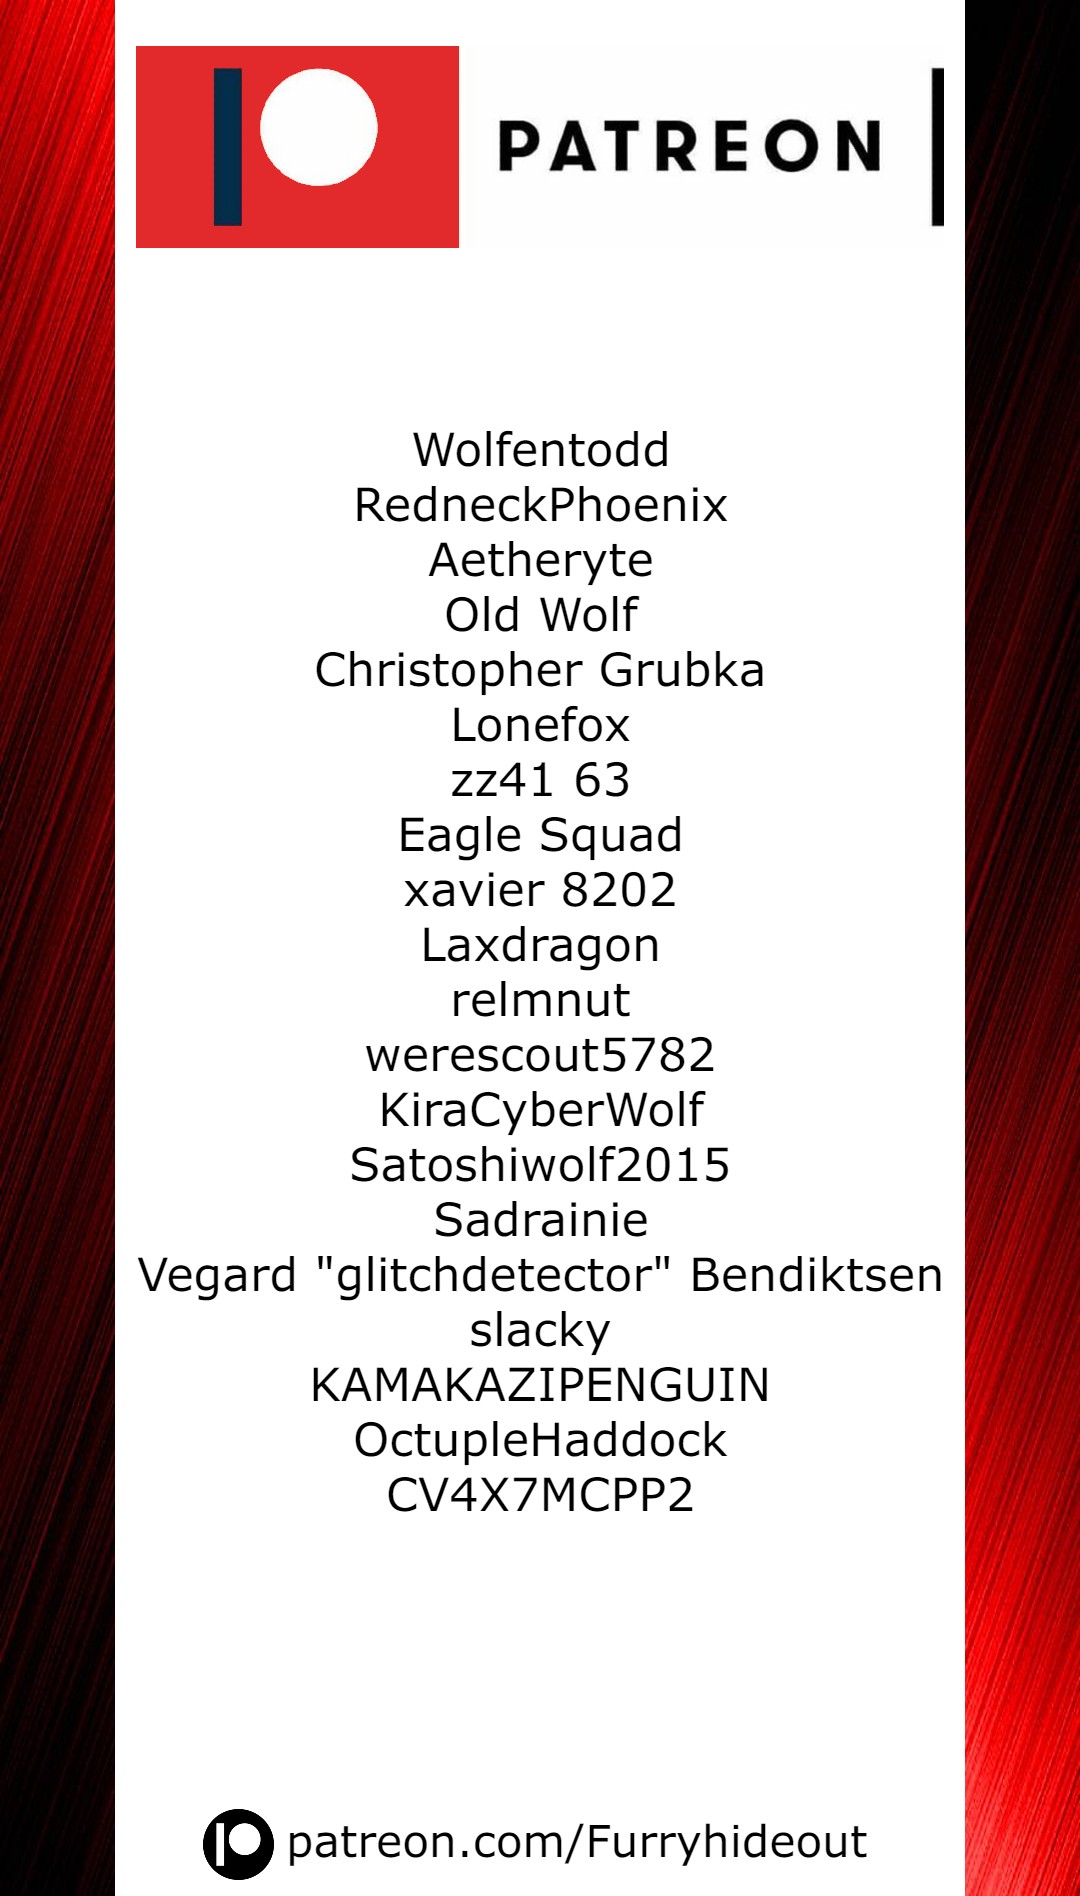 PATREON
Wolfentodd
RedneckPhoenix
Aetheryte
Old Wolf
Christopher Grubka
Lonefox
zz41 63
Eagle Squad
xavier 8202
Laxdragon
relmnut
werescout5782
KiraCyberWolf
Satoshiwolf2015
Sadrainie
Vegard "glitchdetector" Bendiktsen
slacky
KAMAKAZIPENGUIN
OctupleHaddock
CV4X7MCPP2
patreon.com/Furryhideout